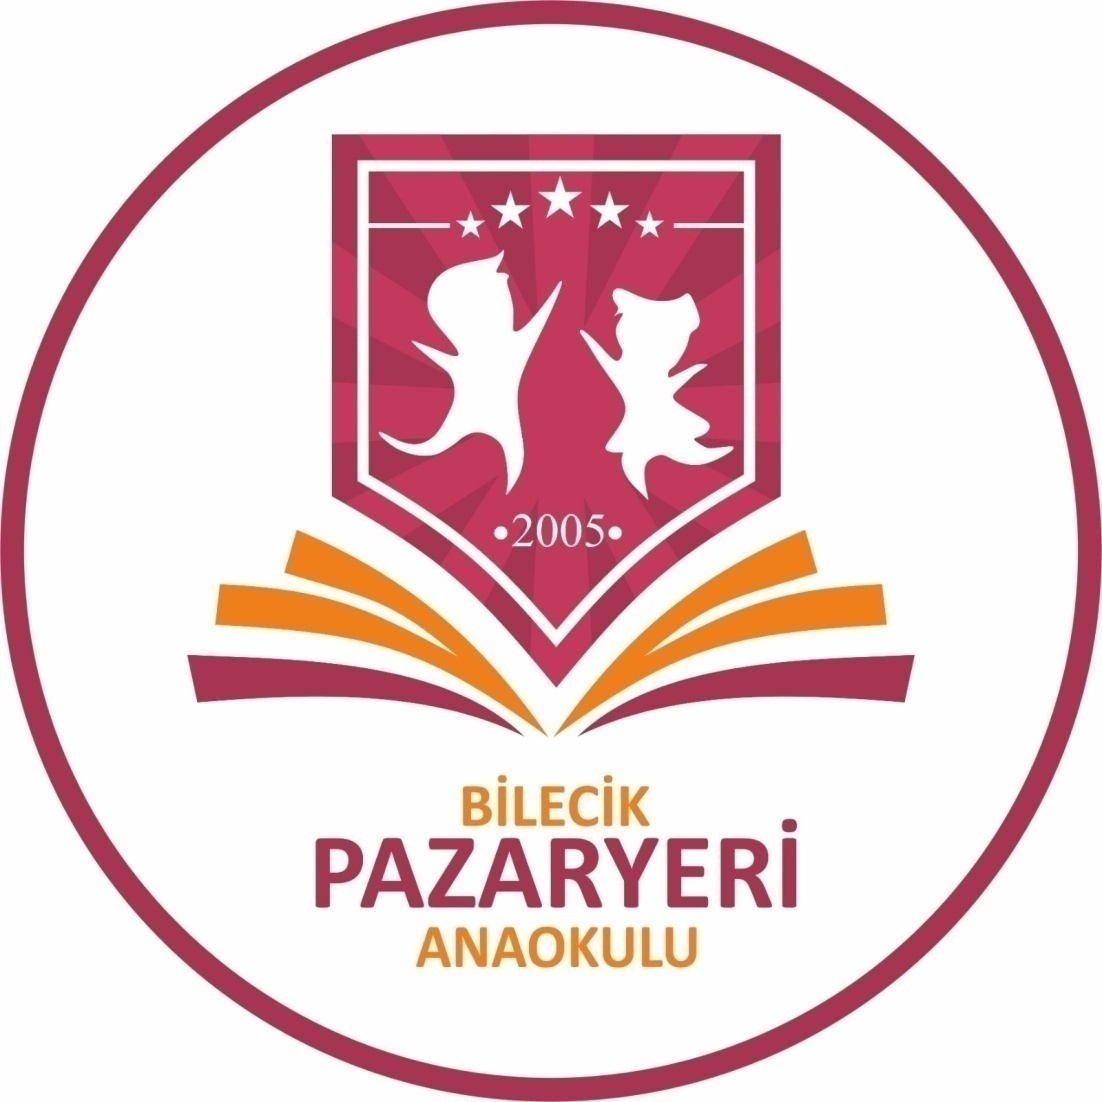 •2005•
BİLECİK
PAZARYERİ
ANAOKULU